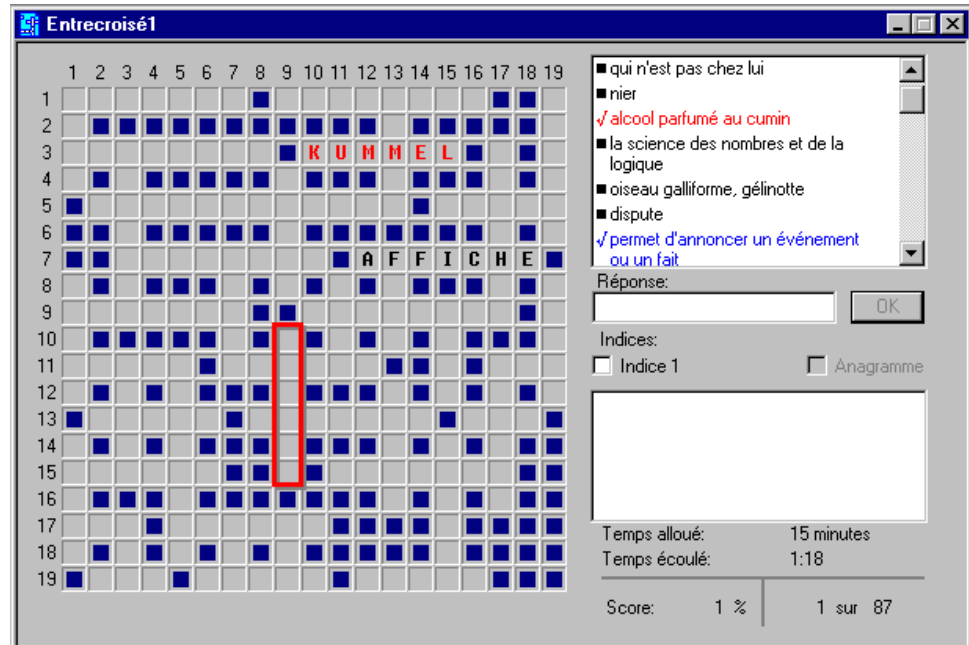 Entrecroisé1
1 2 3 4 5 6 7 8 9 10 11 12 13 14 15 16 17 18 19
1
2
3 KUMMEL
4
5
6
7 AFFICHE
8
9
10
11
12
13
14
15
16
17
18
19
qui n'est pas chez lui
nier
alcool parfumé au cumin
la science des nombres et de la
logique
oiseau galliforme, gélinotte
dispute
permet d'annoncer un événement
ou un fait
Réponse:
OK
Indices:
Indice 1 Anagramme
Temps alloué: 15 minutes
Temps écoulé: 1:18
Score: 1 % 1 sur 87